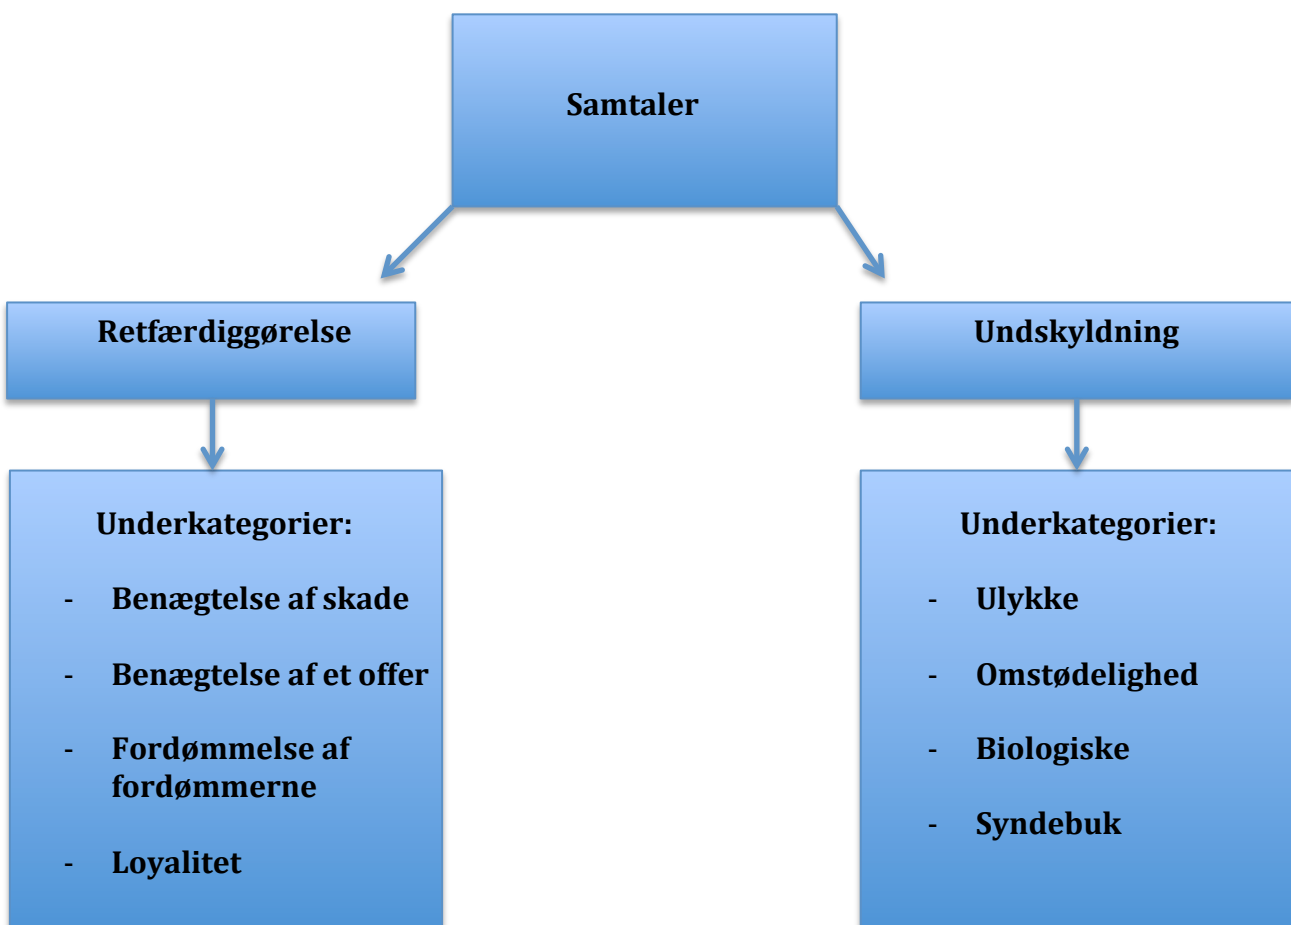 Samtaler
Retfærdiggørelse
Undskyldning
Underkategorier:
- Benægtelse af skade
- Benægtelse af et offer
- Fordømmelse af
fordømmerne
- Loyalitet
Underkategorier:
- Ulykke
- Omstødelighed
- Biologiske
- Syndebuk